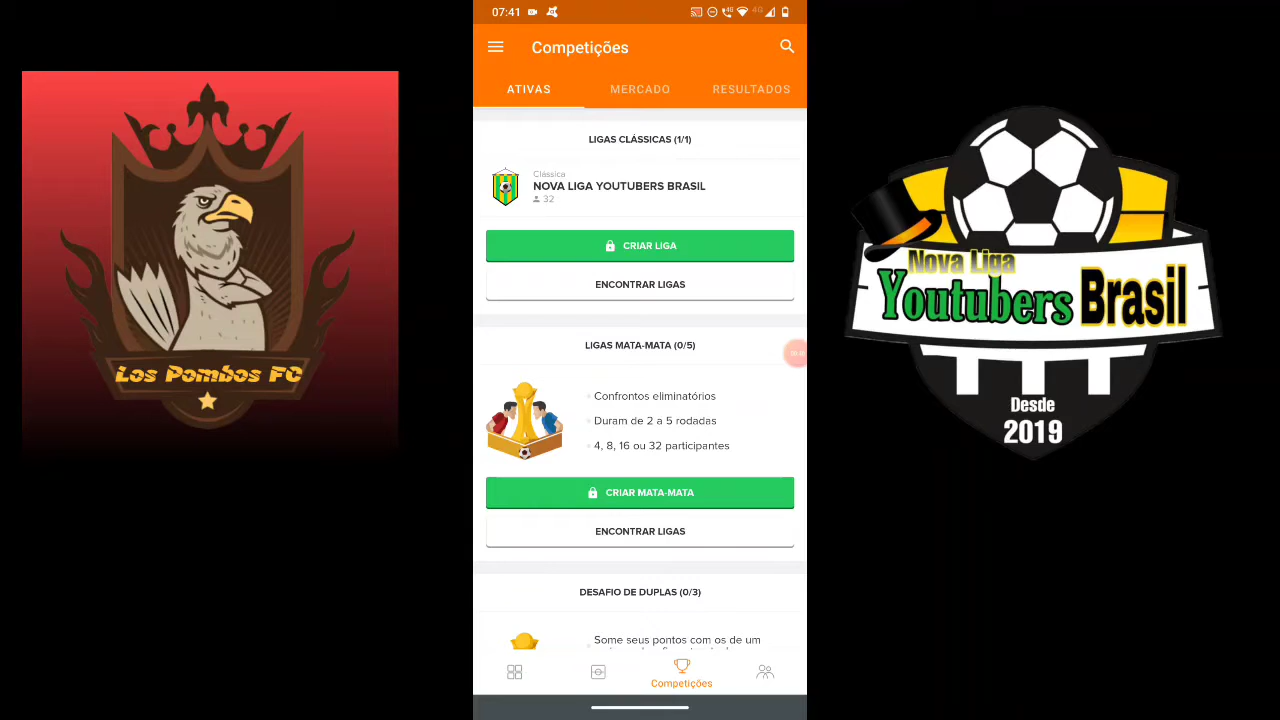 07:41
4G
Competições
ATIVAS
MERCADO
RESULTADOS
LIGAS CLÁSSICAS (1/1)
Clássica
NOVA LIGA YOUTUBERS BRASIL
32
CRIAR LIGA
ENCONTRAR LIGAS
LIGAS MATA-MATA (0/5)
Confrontos eliminatórios
Duram de 2 a 5 rodadas
4, 8, 16 ou 32 participantes
CRIAR MATA-MATA
ENCONTRAR LIGAS
DESAFIO DE DUPLAS (0/3)
Some seus pontos com os de um
Competições
Los Pombos FC
Nova Liga
Youtubers Brasil
Desde
2019